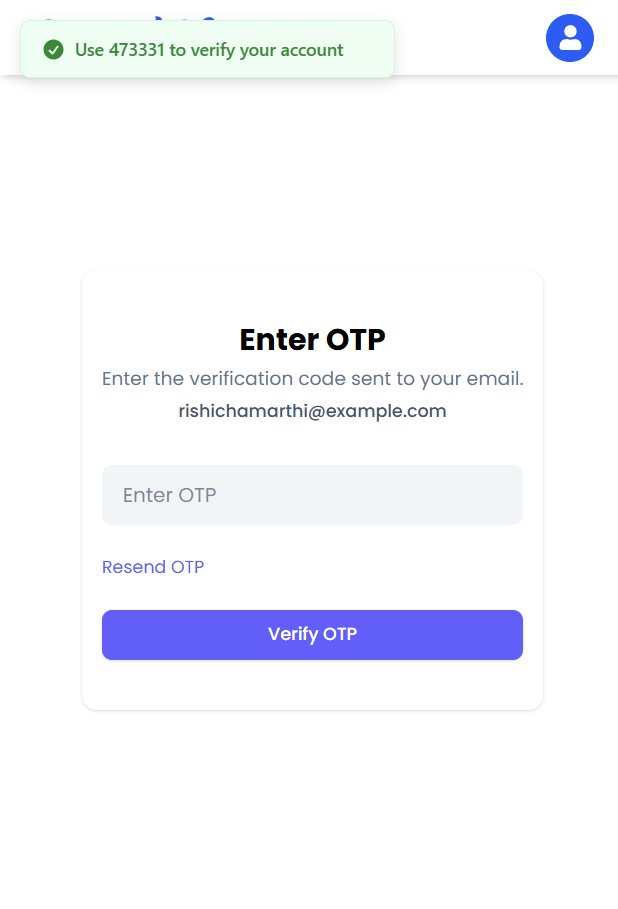 Use 473331 to verify your account
Enter OTP
Enter the verification code sent to your email.
rishichamarthi@example.com
Enter OTP
Resend OTP
Verify OTP